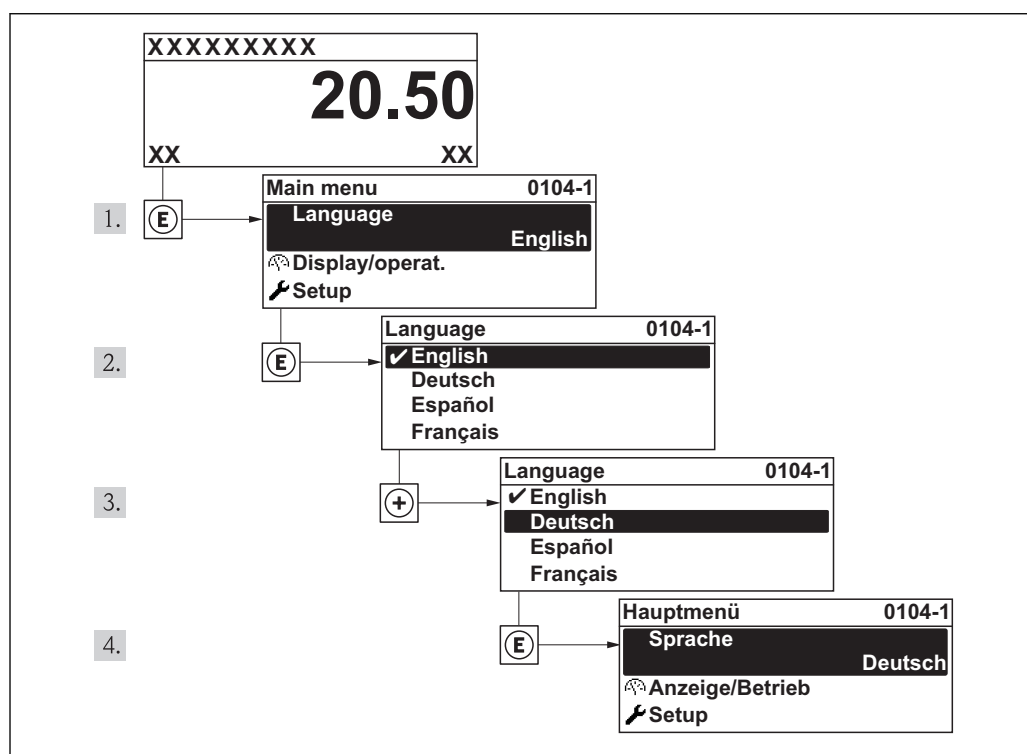 XXXXXXXXX
20.50
XX XX
1. E
Main menu 0104-1
Language
English
Display/operat.
Setup
2. E
Language 0104-1
✔ English
Deutsch
Español
Français
3. +
Language 0104-1
✔ English
Deutsch
Español
Français
4. E
Hauptmenü 0104-1
Sprache
Deutsch
Anzeige/Betrieb
Setup